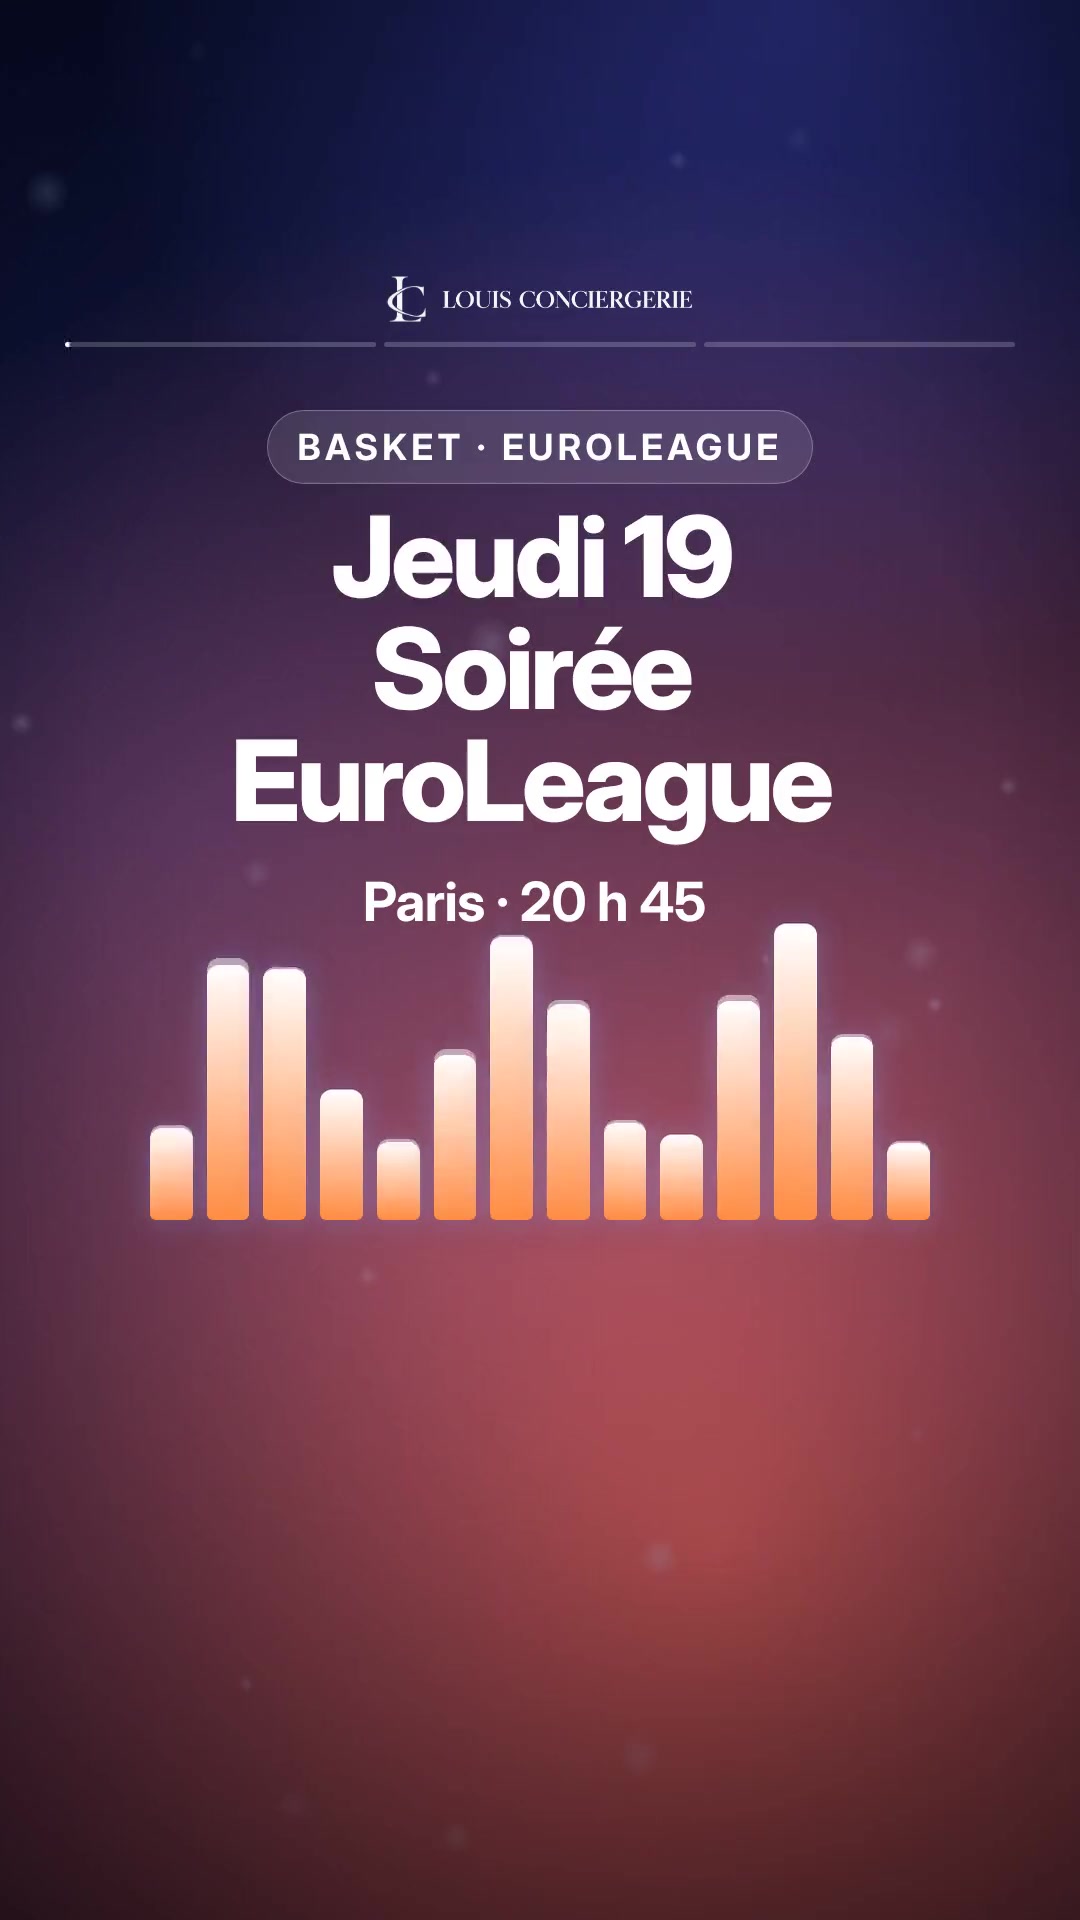 LOUIS CONCIERGERIE
BASKET · EUROLEAGUE
Jeudi 19
Soirée
EuroLeague
Paris · 20 h 45